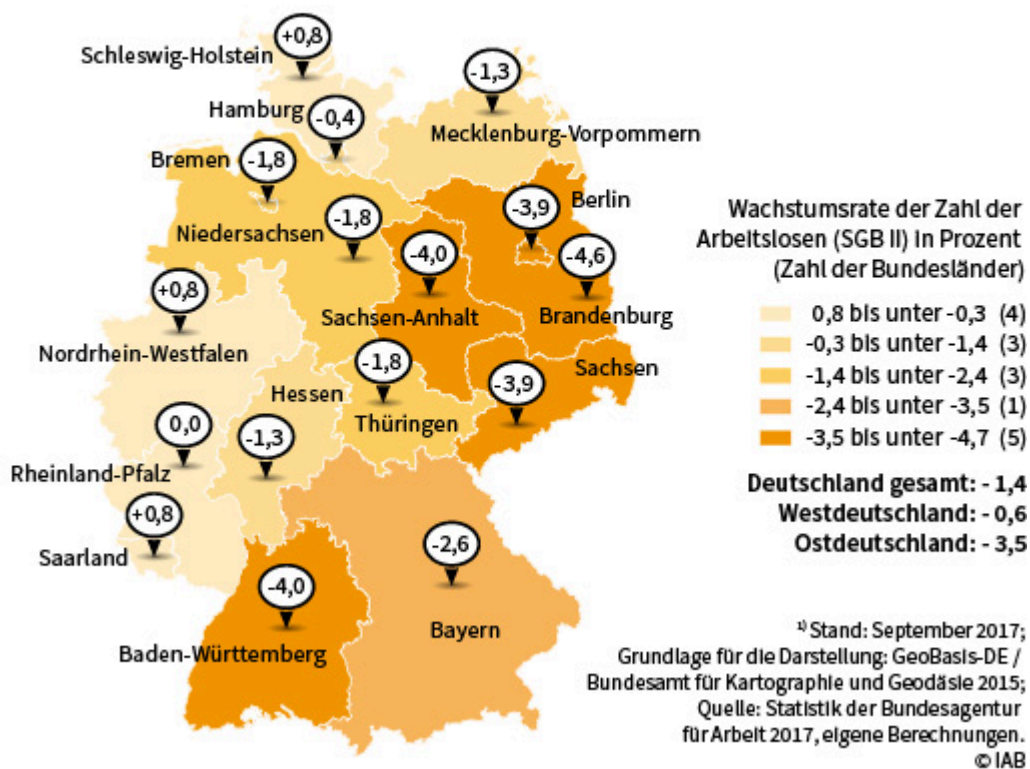 +0,8
Schleswig-Holstein
-1,3
Hamburg
-0,4
Mecklenburg-Vorpommern
Bremen
-1,8
Berlin
-3,9
Niedersachsen
-1,8
-4,0
-4,6
+0,8
Sachsen-Anhalt
Brandenburg
Nordrhein-Westfalen
-1,8
Sachsen
-3,9
Hessen
Thüringen
0,0
-1,3
Rheinland-Pfalz
+0,8
Saarland
-2,6
-4,0
Bayern
Baden-Württemberg
Wachstumsrate der Zahl der
Arbeitslosen (SGB II) in Prozent
(Zahl der Bundesländer)
0,8 bis unter -0,3 (4)
-0,3 bis unter -1,4 (3)
-1,4 bis unter -2,4 (3)
-2,4 bis unter -3,5 (1)
-3,5 bis unter -4,7 (5)
Deutschland gesamt: - 1,4
Westdeutschland: - 0,6
Ostdeutschland: - 3,5
¹⁾ Stand: September 2017;
Grundlage für die Darstellung: GeoBasis-DE /
Bundesamt für Kartographie und Geodäsie 2015;
Quelle: Statistik der Bundesagentur
für Arbeit 2017, eigene Berechnungen.
© IAB